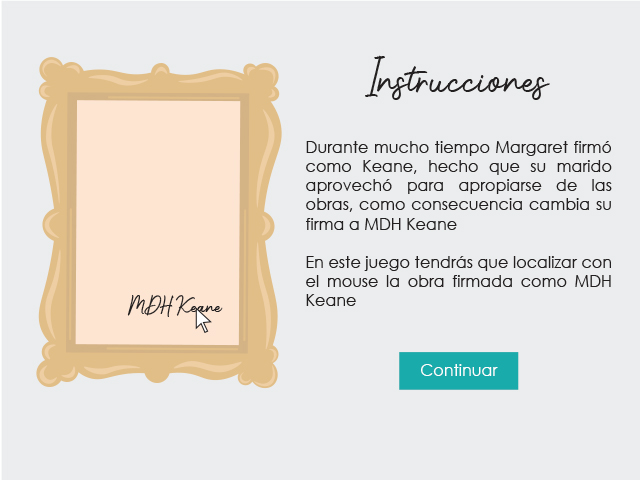 Instrucciones
Durante mucho tiempo Margaret firmó
como Keane, hecho que su marido
aprovechó para apropiarse de las
obras, como consecuencia cambia su
firma a MDH Keane
En este juego tendrás que localizar con
el mouse la obra firmada como MDH
Keane
MDH Keane
Continuar